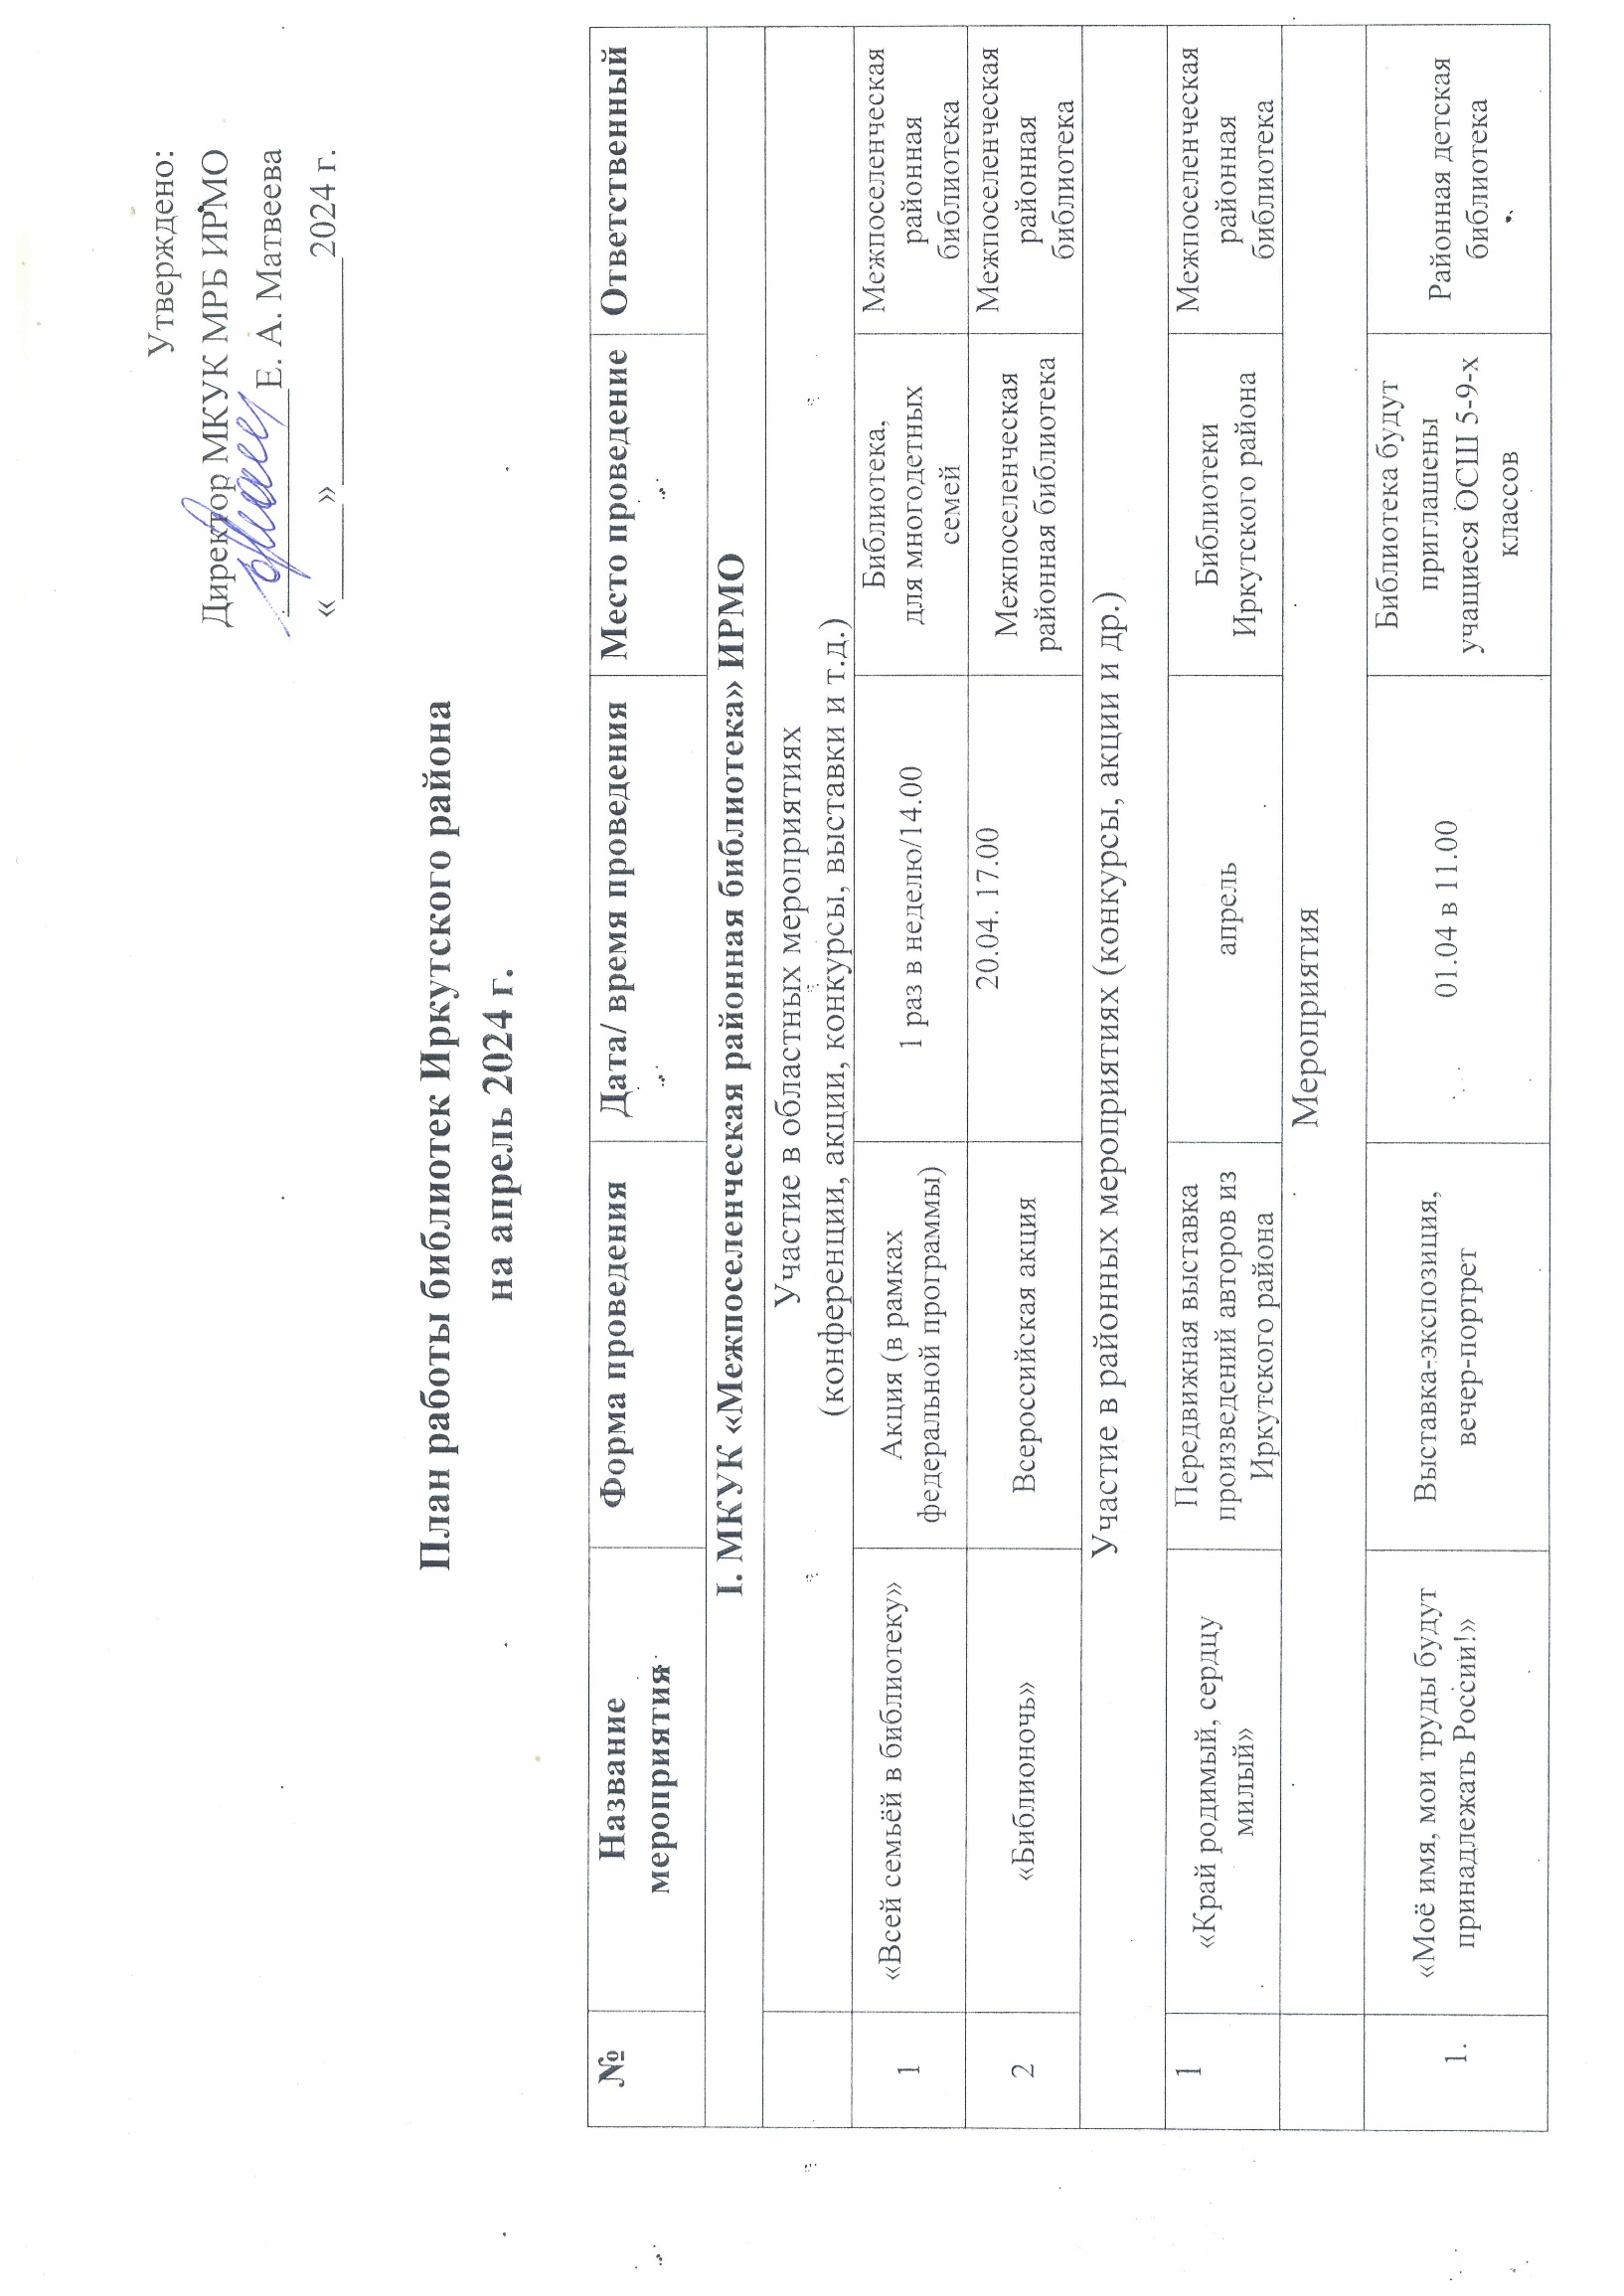 Утверждено:
Директор МКУК МРБ ИРМО
Е. А. Матвеева
«____»____________2024 г.
План работы библиотек Иркутского района
на апрель 2024 г.
№
Название
мероприятия
Форма проведения
Дата/ время проведения
Место проведение
Ответственный
I. МКУК «Межпоселенческая районная библиотека» ИРМО
Участие в областных мероприятиях
(конференции, акции, конкурсы, выставки и т.д.)
1
«Всей семьёй в библиотеку»
Акция (в рамках
федеральной программы)
1 раз в неделю/14.00
Библиотека,
для многодетных
семей
Межпоселенческая
районная
библиотека
2
«Библионочь»
Всероссийская акция
20.04. 17.00
Межпоселенческая
районная библиотека
Межпоселенческая
районная
библиотека
Участие в районных мероприятиях (конкурсы, акции и др.)
1
«Край родимый, сердцу
милый»
Передвижная выставка
произведений авторов из
Иркутского района
апрель
Библиотеки
Иркутского района
Межпоселенческая
районная
библиотека
Мероприятия
1.
«Моё имя, мои труды будут
принадлежать России!»
Выставка-экспозиция,
вечер-портрет
01.04 в 11.00
Библиотека будут
приглашены
учащиеся ОСШ 5-9-х
классов
Районная детская
библиотека